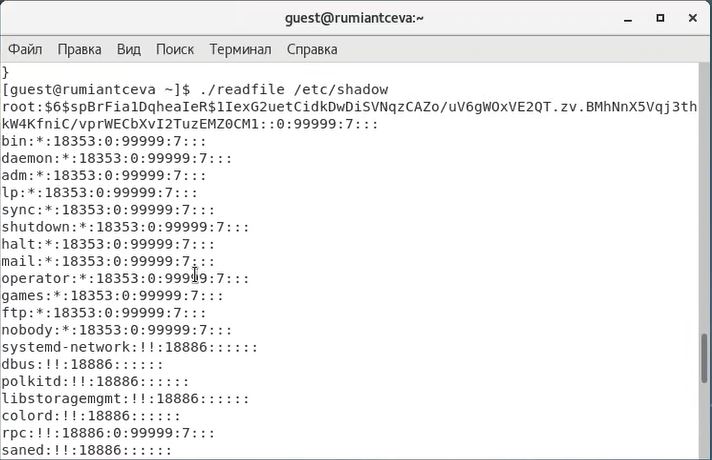 guest@rumiantceva:~
Файл Правка Вид Поиск Терминал Справка
}
[guest@rumiantceva ~]$ ./readfile /etc/shadow
root:$6$spBrFia1DqheaIeR$1IexG2uetCidkDwDiSVNqzCAZo/uV6gWOxVE2QT.zv.BMhNnX5Vqj3th
kW4KfniC/vprWECbXvI2TuzEMZ0CM1::0:99999:7:::
bin:*:18353:0:99999:7:::
daemon:*:18353:0:99999:7:::
adm:*:18353:0:99999:7:::
lp:*:18353:0:99999:7:::
sync:*:18353:0:99999:7:::
shutdown:*:18353:0:99999:7:::
halt:*:18353:0:99999:7:::
mail:*:18353:0:99999:7:::
operator:*:18353:0:99999:7:::
games:*:18353:0:99999:7:::
ftp:*:18353:0:99999:7:::
nobody:*:18353:0:99999:7:::
systemd-network:!!:18886::::::
dbus:!!:18886::::::
polkitd:!!:18886::::::
libstoragemgmt:!!:18886::::::
colord:!!:18886::::::
rpc:!!:18886:0:99999:7:::
saned:!!:18886::::::